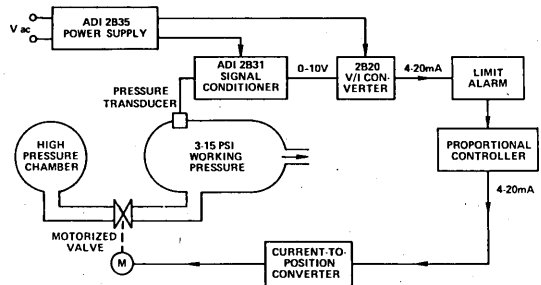 V ac
ADI 2B35
POWER SUPPLY
ADI 2B31
SIGNAL
CONDITIONER
0-10V
2B20
V/I CON-
VERTER
4-20mA
LIMIT
ALARM
PRESSURE
TRANSDUCER
HIGH
PRESSURE
CHAMBER
3-15 PSI
WORKING
PRESSURE
PROPORTIONAL
CONTROLLER
4-20mA
MOTORIZED
VALVE
M
CURRENT-TO-
POSITION
CONVERTER